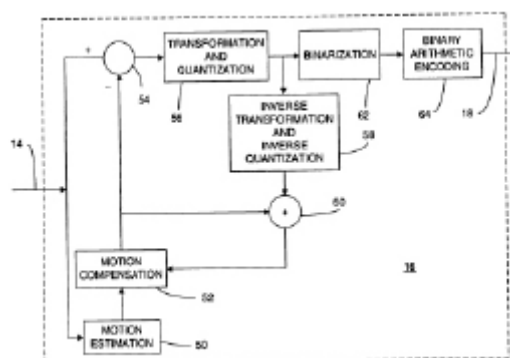 +
54
−
TRANSFORMATION
AND
QUANTIZATION
56
BINARIZATION
62
BINARY
ARITHMETIC
ENCODING
64
18
INVERSE
TRANSFORMATION
AND
INVERSE
QUANTIZATION
58
14
+
60
MOTION
COMPENSATION
52
16
MOTION
ESTIMATION
50